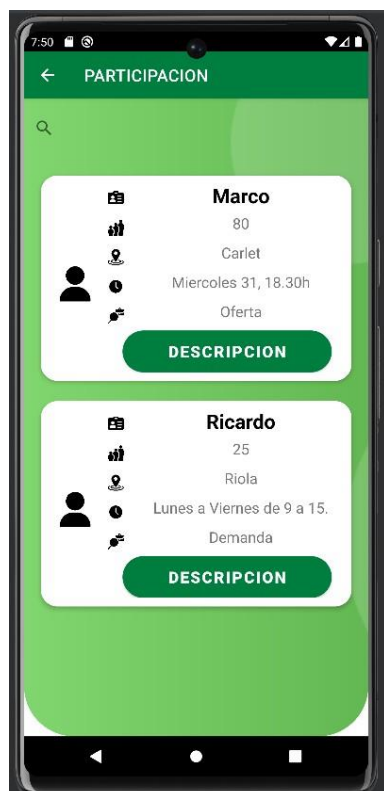 7:50
PARTICIPACION
Marco
80
Carlet
Miercoles 31, 18.30h
Oferta
DESCRIPCION
Ricardo
25
Riola
Lunes a Viernes de 9 a 15.
Demanda
DESCRIPCION